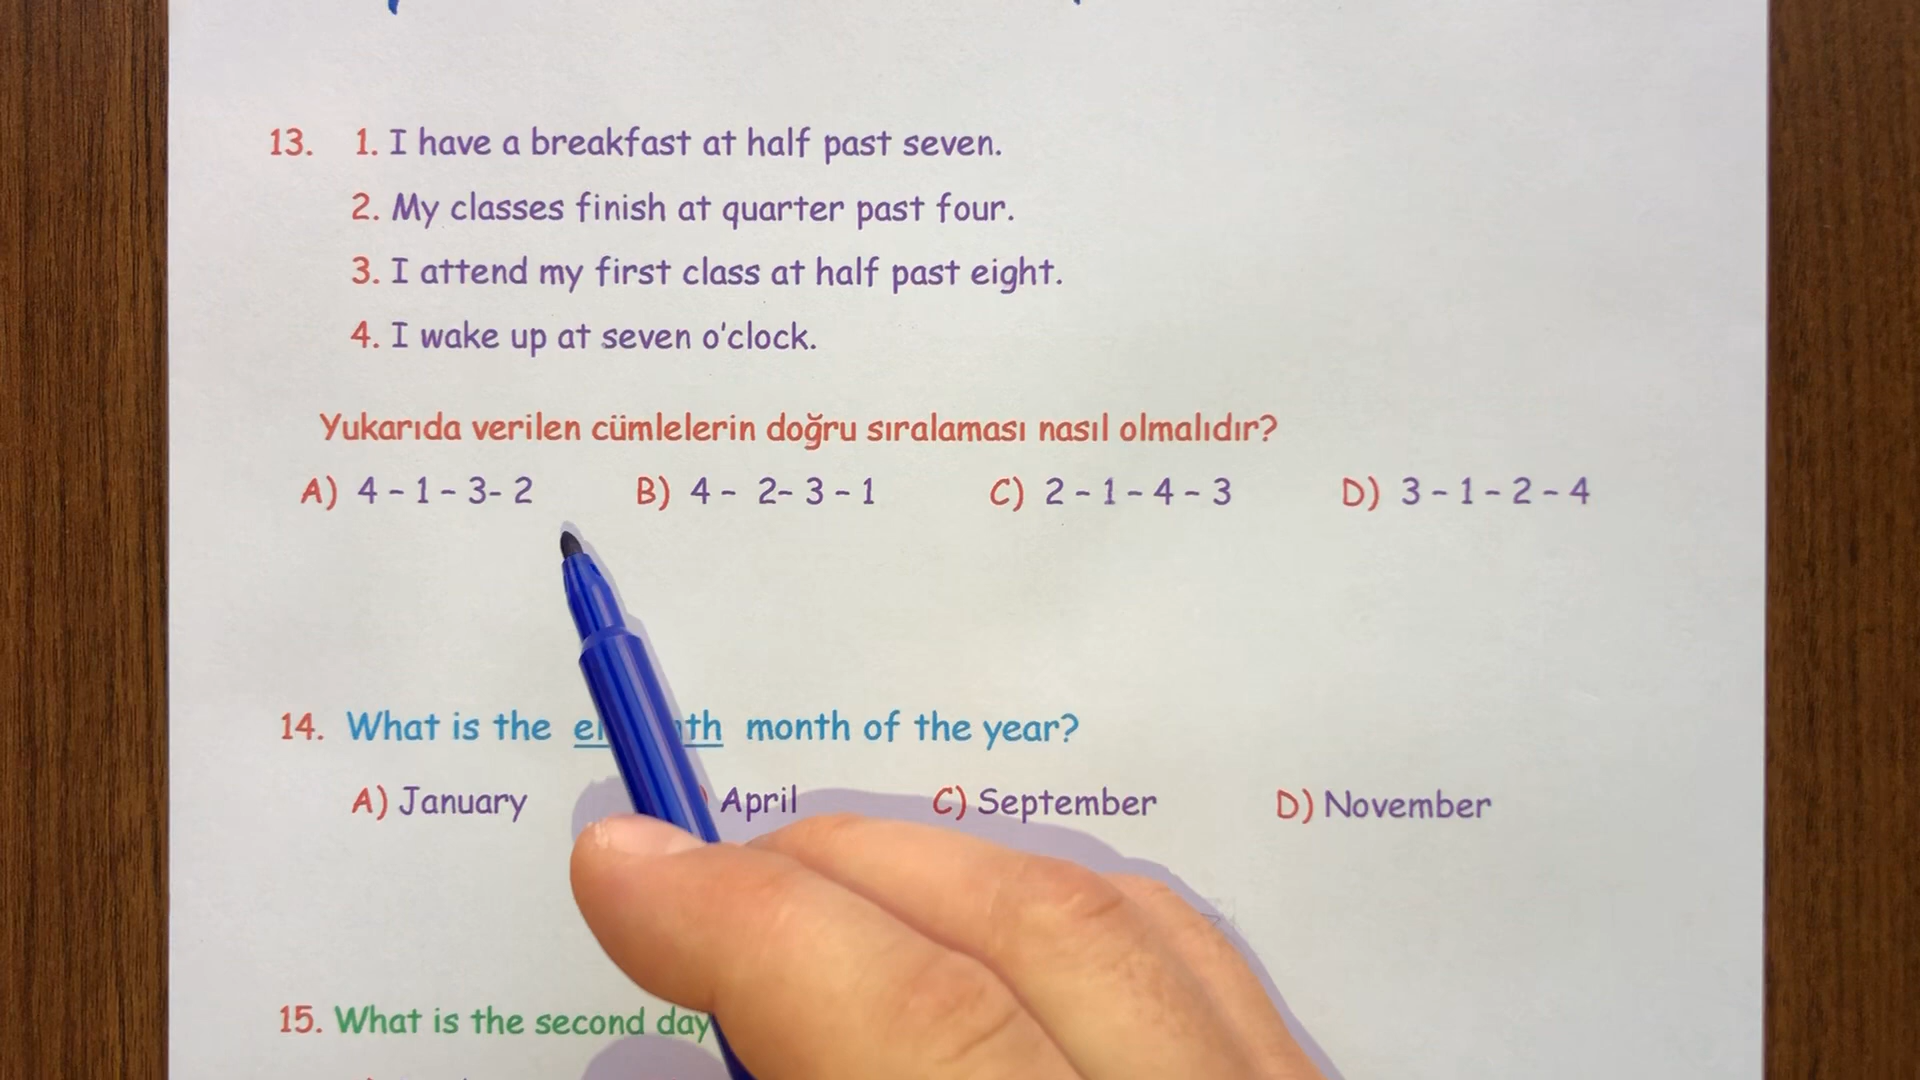 13. 1. I have a breakfast at half past seven.
2. My classes finish at quarter past four.
3. I attend my first class at half past eight.
4. I wake up at seven o'clock.
Yukarıda verilen cümlelerin doğru sıralaması nasıl olmalıdır?
A) 4 - 1 - 3- 2 B) 4 - 2- 3 - 1 C) 2 - 1 - 4 - 3 D) 3 - 1 - 2 - 4
14. What is the month of the year?
A) January ) April C) September D) November
15. What is the second day